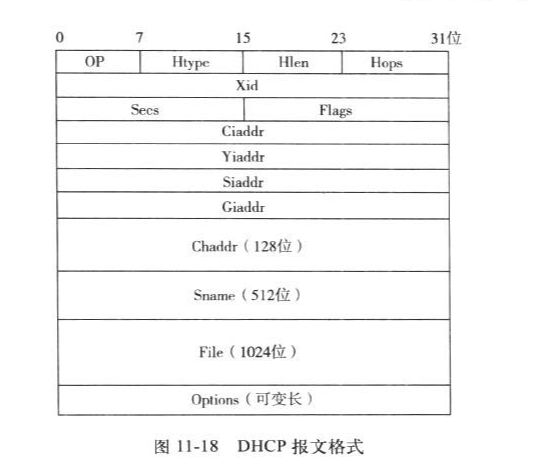 0 7 15 23 31位
OP Htype Hlen Hops
Xid
Secs Flags
Ciaddr
Yiaddr
Siaddr
Giaddr
Chaddr（128位）
Sname（512位）
File（1024位）
Options（可变长）
图 11-18 DHCP 报文格式